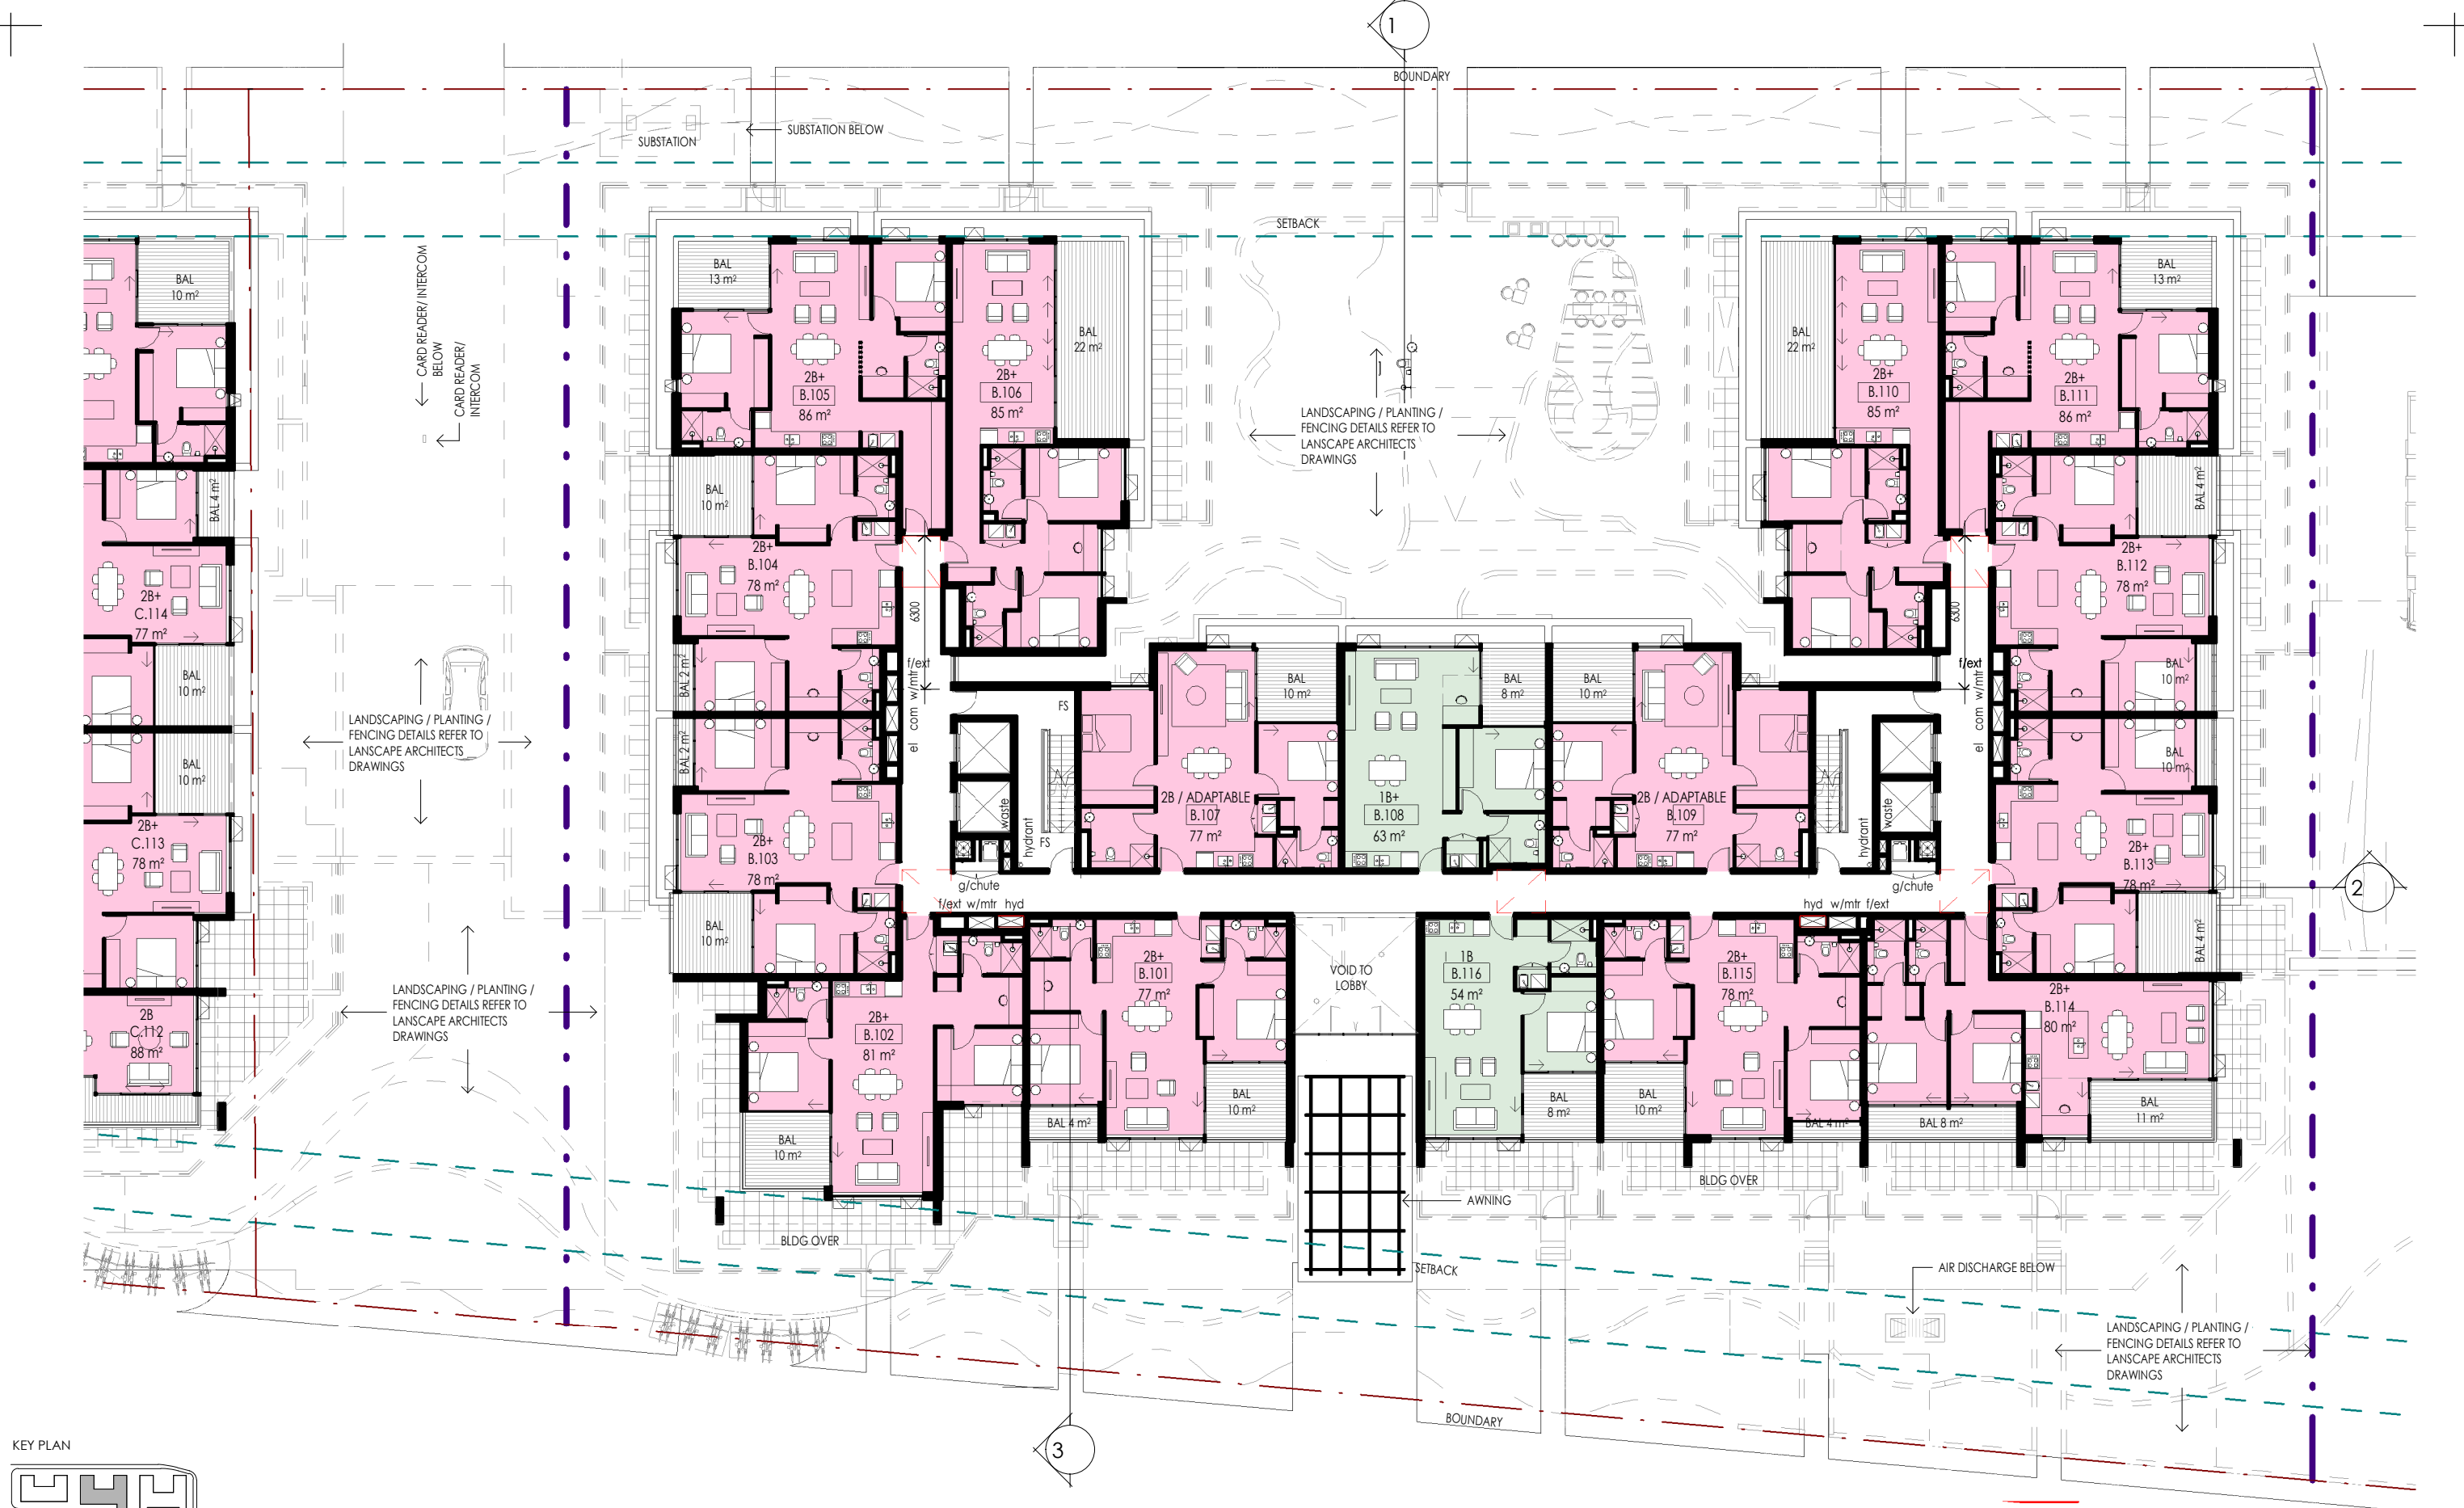 1
BOUNDARY
SUBSTATION
SUBSTATION BELOW
SETBACK
BAL
10 m²
CARD READER/ INTERCOM
BELOW
CARD READER/
INTERCOM
BAL
13 m²
2B+
B.105
86 m²
2B+
B.106
85 m²
BAL
22 m²
LANDSCAPING / PLANTING /
FENCING DETAILS REFER TO
LANSCAPE ARCHITECTS
DRAWINGS
BAL
22 m²
2B+
B.110
85 m²
2B+
B.111
86 m²
BAL
13 m²
BAL 4 m²
2B+
C.114
77 m²
BAL
10 m²
BAL
10 m²
2B+
C.113
78 m²
2B
C.112
88 m²
LANDSCAPING / PLANTING /
FENCING DETAILS REFER TO
LANSCAPE ARCHITECTS
DRAWINGS
LANDSCAPING / PLANTING /
FENCING DETAILS REFER TO
LANSCAPE ARCHITECTS
DRAWINGS
BAL
10 m²
2B+
B.104
78 m²
BAL 2 m²
BAL 2 m²
2B+
B.103
78 m²
BAL
10 m²
6300
f/ext
el com w/mtr
waste
hydrant
FS
FS
g/chute
f/ext w/mtr hyd
2B / ADAPTABLE
B.107
77 m²
BAL
10 m²
1B+
B.108
63 m²
BAL
8 m²
BAL
10 m²
2B / ADAPTABLE
B.109
77 m²
hydrant
waste
g/chute
hyd w/mtr f/ext
6300
f/ext
el com w/mtr
BAL 4 m²
2B+
B.112
78 m²
BAL
10 m²
BAL
10 m²
2B+
B.113
78 m²
BAL 4 m²
2
2B+
B.102
81 m²
BAL
10 m²
2B+
B.101
77 m²
BAL 4 m²
BAL
10 m²
VOID TO
LOBBY
1B
B.116
54 m²
BAL
8 m²
BAL
10 m²
2B+
B.115
78 m²
BAL 4 m²
BAL 8 m²
2B+
B.114
80 m²
BAL
11 m²
AWNING
BLDG OVER
BLDG OVER
SETBACK
AIR DISCHARGE BELOW
LANDSCAPING / PLANTING /
FENCING DETAILS REFER TO
LANSCAPE ARCHITECTS
DRAWINGS
BOUNDARY
3
KEY PLAN